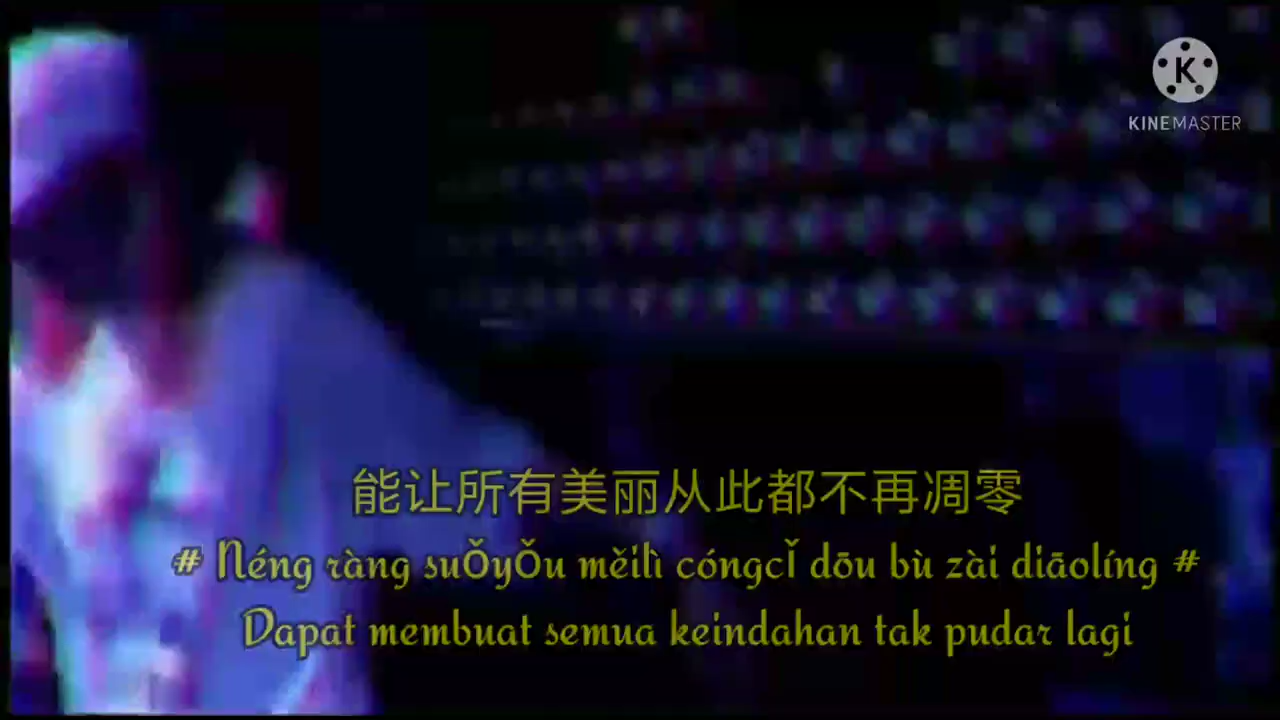 KINEMASTER
能让所有美丽从此都不再凋零
# Néng ràng suǒyǒu měilì cóngcǐ dōu bù zài diāolíng #
Dapat membuat semua keindahan tak pudar lagi